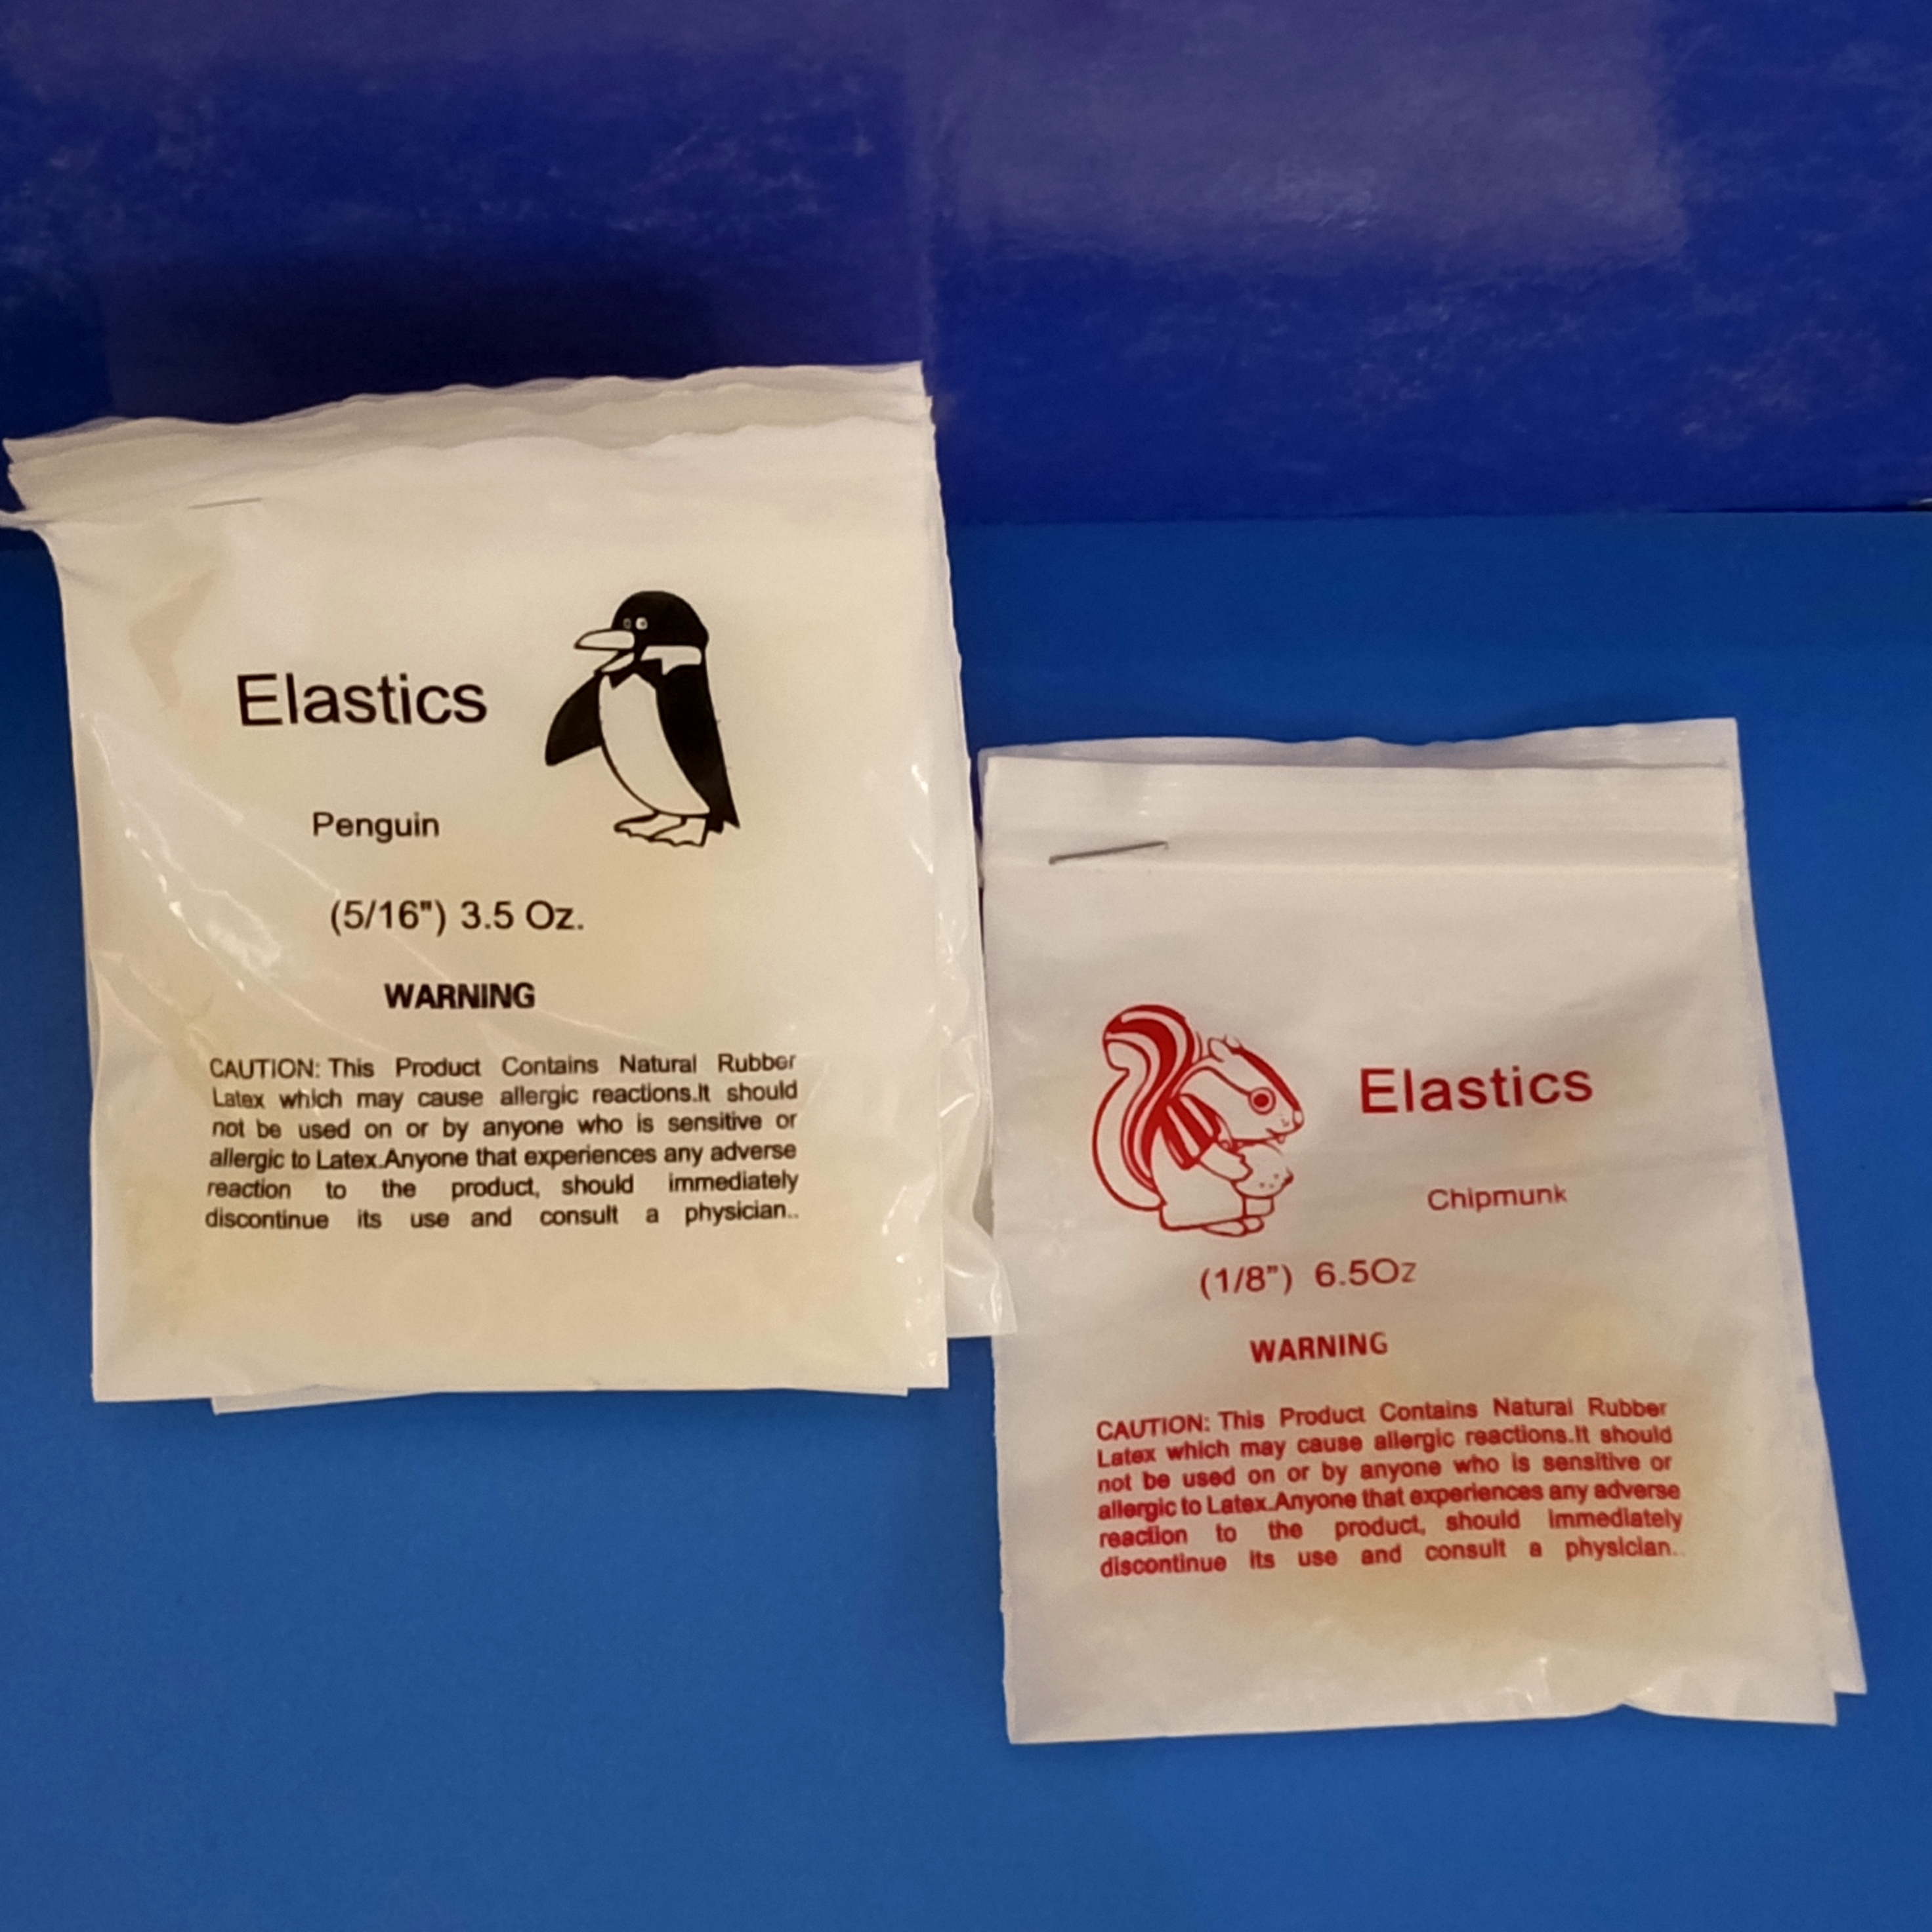 Elastics
Penguin
(5/16") 3.5 Oz.
WARNING
CAUTION: This Product Contains Natural Rubber
Latex which may cause allergic reactions.It should
not be used on or by anyone who is sensitive or
allergic to Latex.Anyone that experiences any adverse
reaction to the product, should immediately
discontinue its use and consult a physician..
Elastics
Chipmunk
(1/8") 6.5Oz
WARNING
CAUTION: This Product Contains Natural Rubber
Latex which may cause allergic reactions.It should
not be used on or by anyone who is sensitive or
allergic to Latex.Anyone that experiences any adverse
reaction to the product, should immediately
discontinue its use and consult a physician..